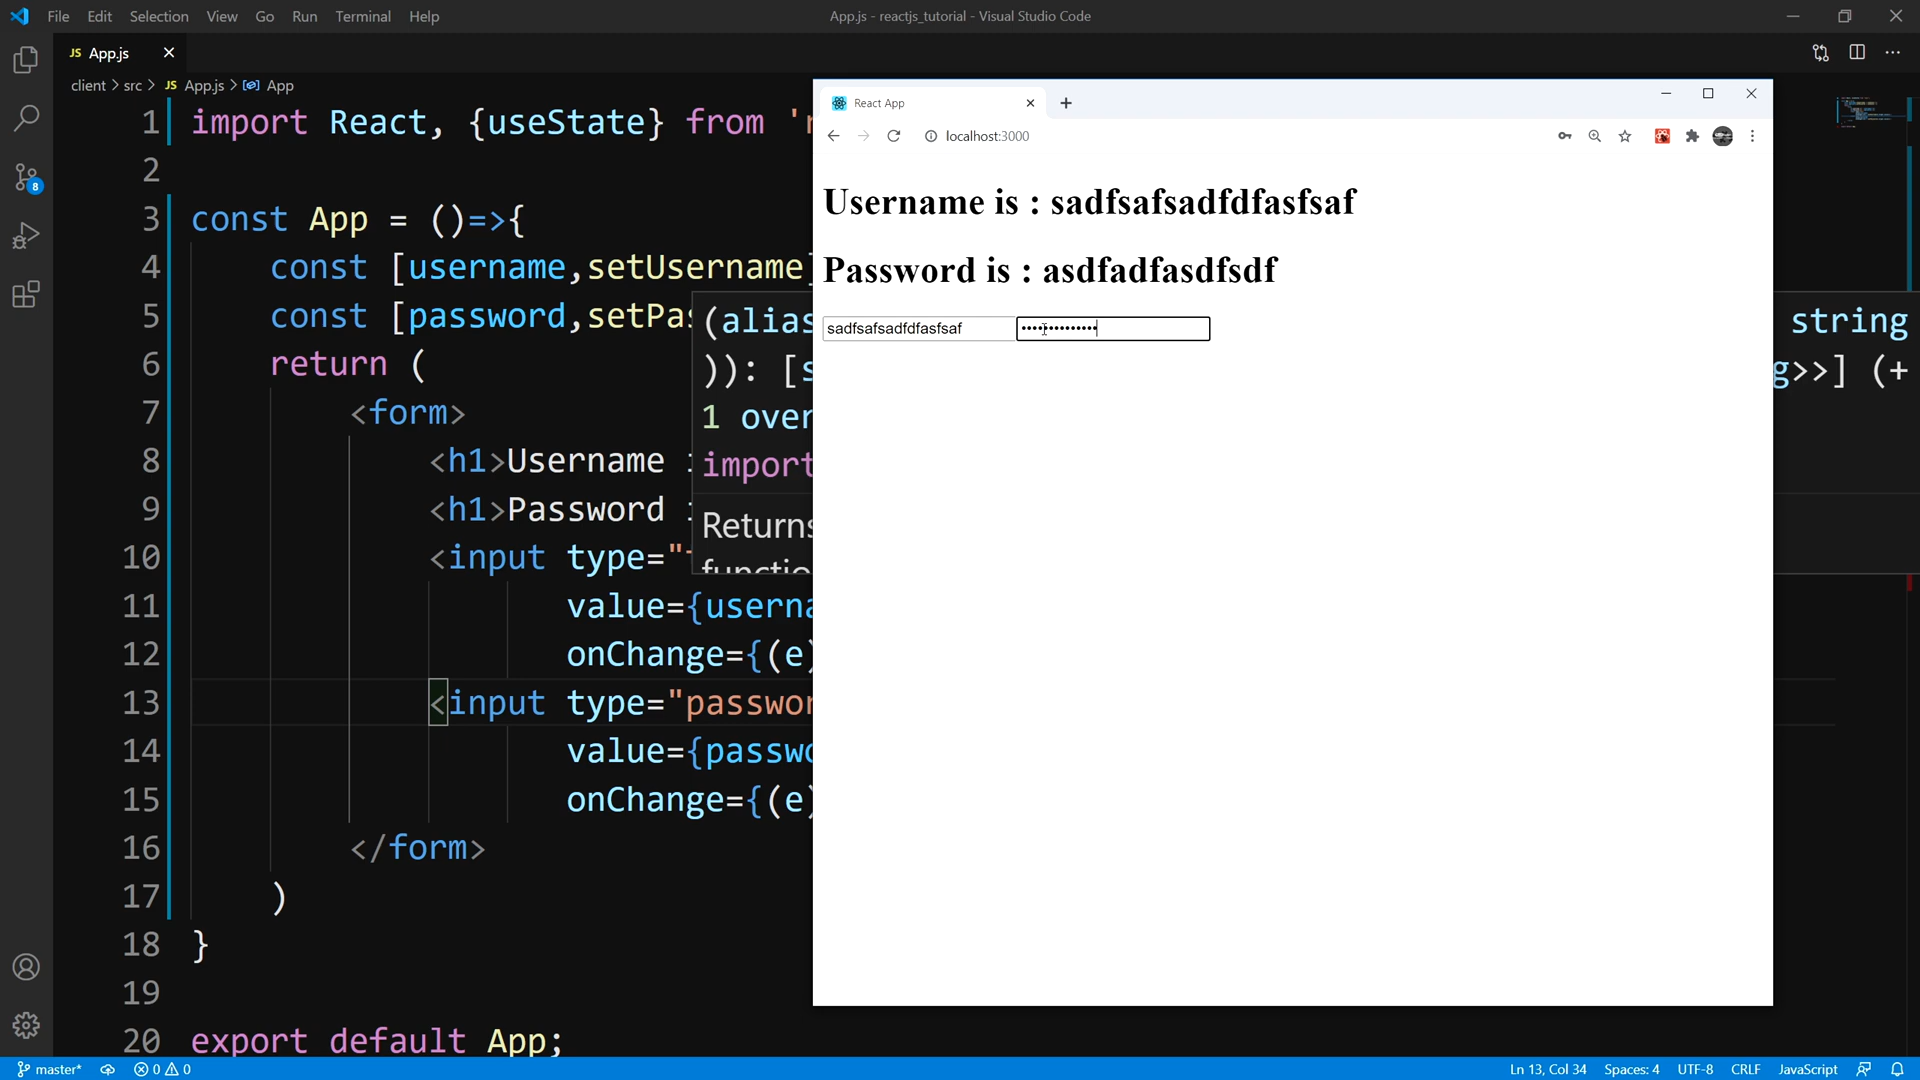 File Edit Selection View Go Run Terminal Help
App.js - reactjs_tutorial - Visual Studio Code
JS App.js
client > src > JS App.js > App
8
1 import React, {useState} from '
2
3 const App = ()=>{
4 const [username,setUsername]
5 const [password,setPas
6 return (
7 <form>
8 <h1>Username
9 <h1>Password
10 <input type="
11 value={userna
12 onChange={(e)
13 <input type="passwor
14 value={passwo
15 onChange={(e)
16 </form>
17 )
18 }
19
20 export default App;
(alias
)): [s
1 over
import
Returns
functio
string
g>>] (+
React App
localhost:3000
Username is : sadfsafsadfdfasfsaf
Password is : asdfadfasdfsdf
sadfsafsadfdfasfsaf
••••••••••••••
master* 0 0
Ln 13, Col 34 Spaces: 4 UTF-8 CRLF JavaScript